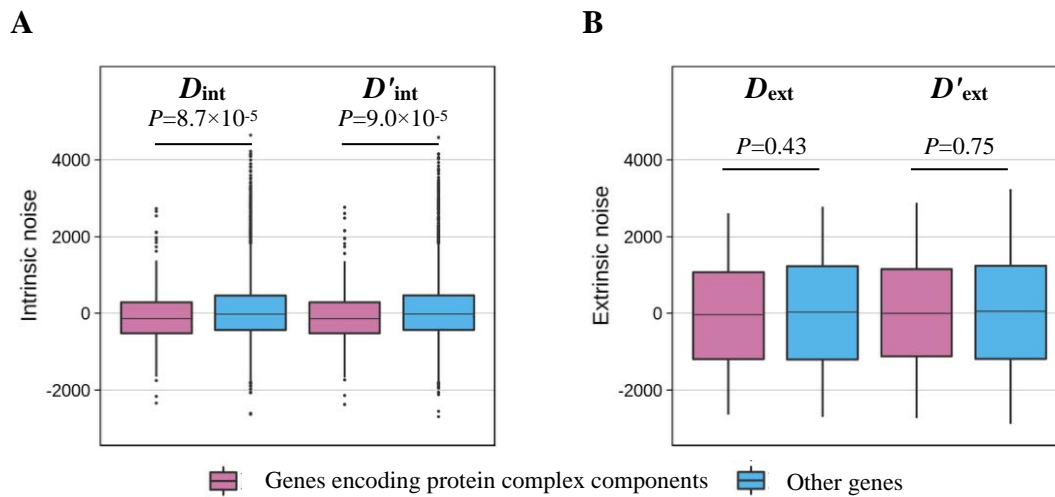 A
B
D_int
D'_int
P=8.7×10⁻⁵
P=9.0×10⁻⁵
4000
2000
0
-2000
Intrinsic noise
D_ext
D'_ext
P=0.43
P=0.75
4000
2000
0
-2000
Extrinsic noise
Genes encoding protein complex components
Other genes